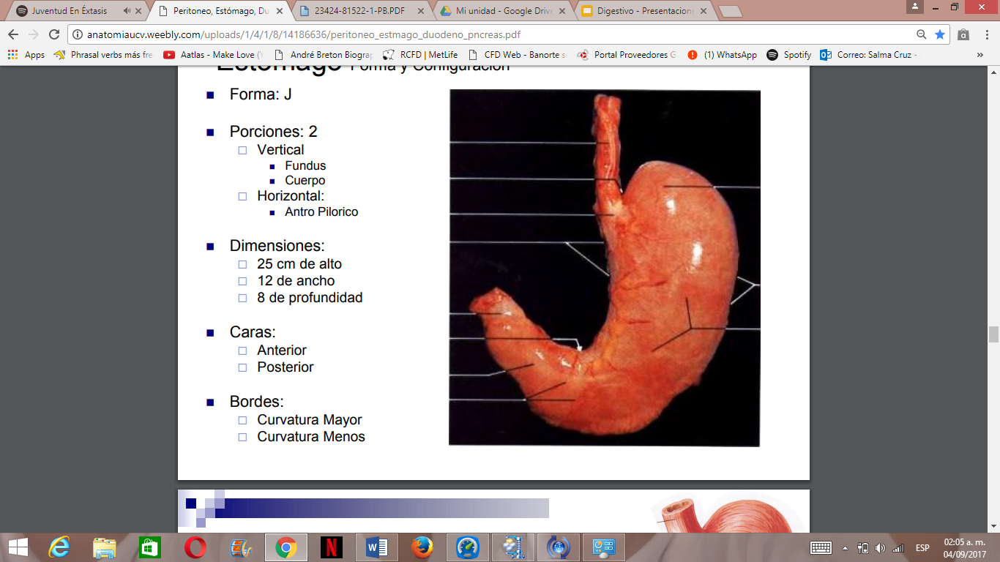 Juventud En Éxtasis
Peritoneo, Estómago, Du
23424-81522-1-PB.PDF
Mi unidad - Google Drive
Digestivo - Presentacion
anatomiaucv.weebly.com/uploads/1/4/1/8/14186636/peritoneo_estmago_duodeno_pncreas.pdf
Apps
Phrasal verbs más fre
Aatlas - Make Love (
André Breton Biograp
RCFD | MetLife
CFD Web - Banorte s
Portal Proveedores G
(1) WhatsApp
Spotify
Correo: Salma Cruz -
Estómago Forma y Configuración
Forma: J
Porciones: 2
Vertical
Fundus
Cuerpo
Horizontal:
Antro Pilorico
Dimensiones:
25 cm de alto
12 de ancho
8 de profundidad
Caras:
Anterior
Posterior
Bordes:
Curvatura Mayor
Curvatura Menos
ESP
02:05 a. m.
04/09/2017